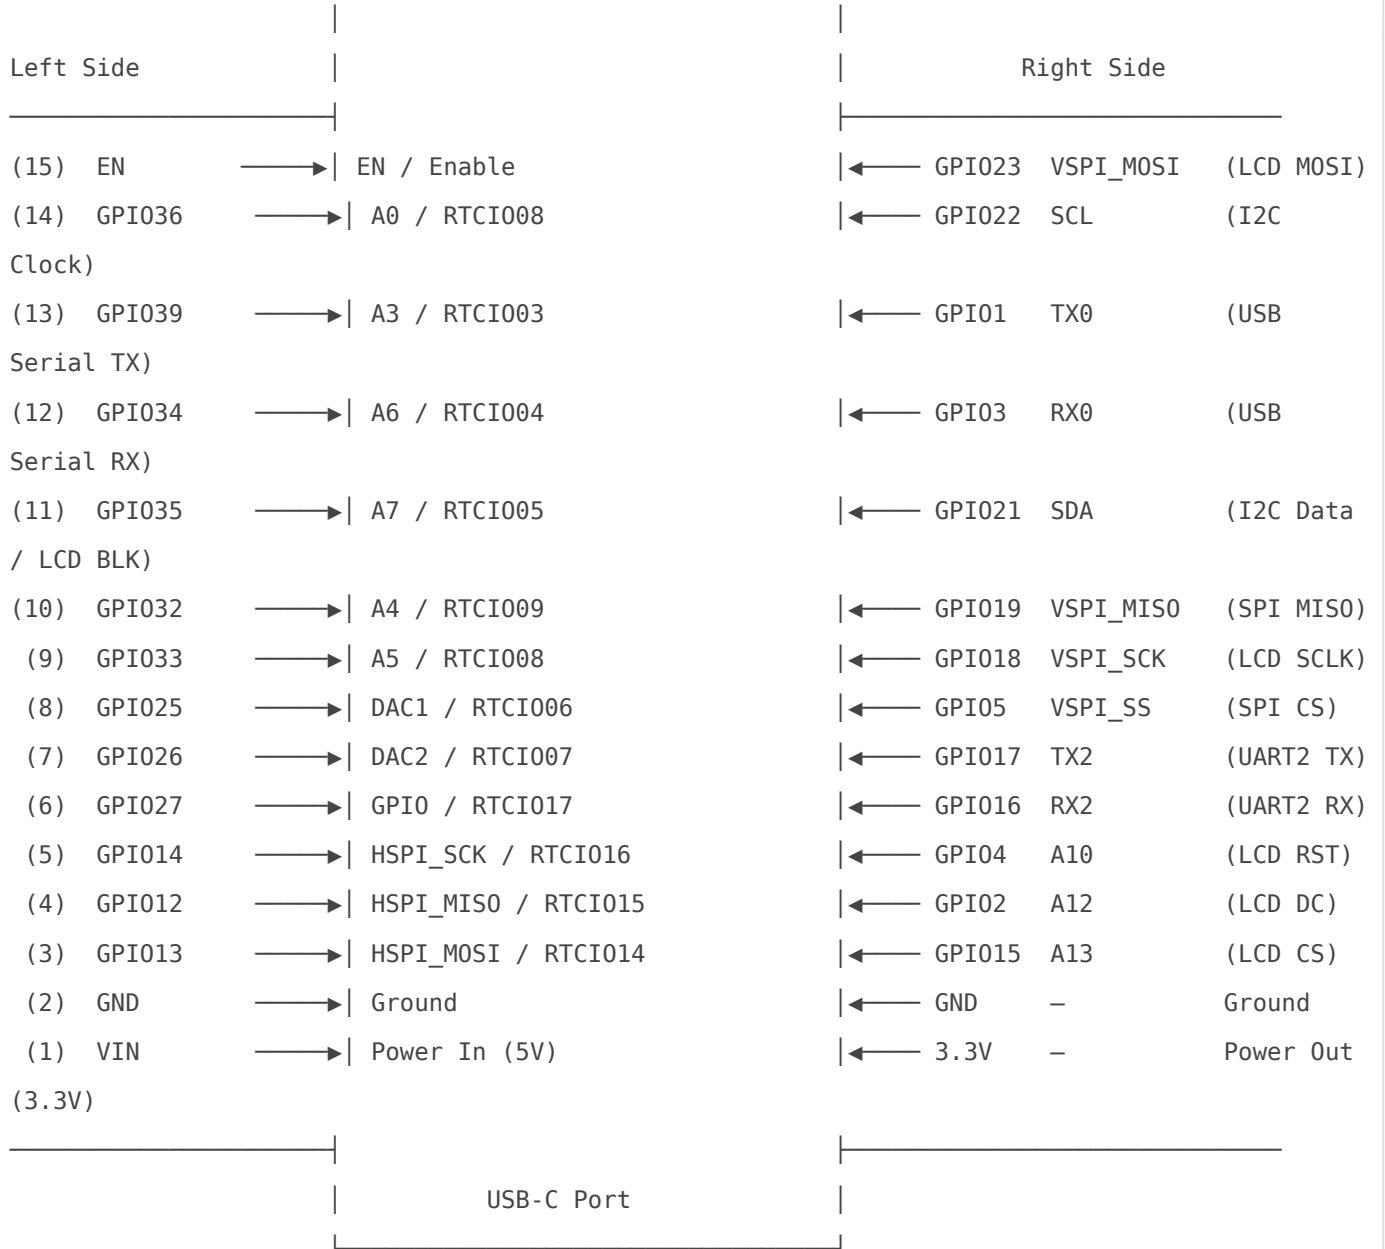 Left Side Right Side
(15) EN ────▶│ EN / Enable │◀──── GPIO23 VSPI_MOSI (LCD MOSI)
(14) GPIO36 ────▶│ A0 / RTCIO08 │◀──── GPIO22 SCL (I2C
Clock)
(13) GPIO39 ────▶│ A3 / RTCIO03 │◀──── GPIO1 TX0 (USB
Serial TX)
(12) GPIO34 ────▶│ A6 / RTCIO04 │◀──── GPIO3 RX0 (USB
Serial RX)
(11) GPIO35 ────▶│ A7 / RTCIO05 │◀──── GPIO21 SDA (I2C Data
/ LCD BLK)
(10) GPIO32 ────▶│ A4 / RTCIO09 │◀──── GPIO19 VSPI_MISO (SPI MISO)
(9) GPIO33 ────▶│ A5 / RTCIO08 │◀──── GPIO18 VSPI_SCK (LCD SCLK)
(8) GPIO25 ────▶│ DAC1 / RTCIO06 │◀──── GPIO5 VSPI_SS (SPI CS)
(7) GPIO26 ────▶│ DAC2 / RTCIO07 │◀──── GPIO17 TX2 (UART2 TX)
(6) GPIO27 ────▶│ GPIO / RTCIO17 │◀──── GPIO16 RX2 (UART2 RX)
(5) GPIO14 ────▶│ HSPI_SCK / RTCIO16 │◀──── GPIO4 A10 (LCD RST)
(4) GPIO12 ────▶│ HSPI_MISO / RTCIO15 │◀──── GPIO2 A12 (LCD DC)
(3) GPIO13 ────▶│ HSPI_MOSI / RTCIO14 │◀──── GPIO15 A13 (LCD CS)
(2) GND ────▶│ Ground │◀──── GND — Ground
(1) VIN ────▶│ Power In (5V) │◀──── 3.3V — Power Out
(3.3V)
USB-C Port